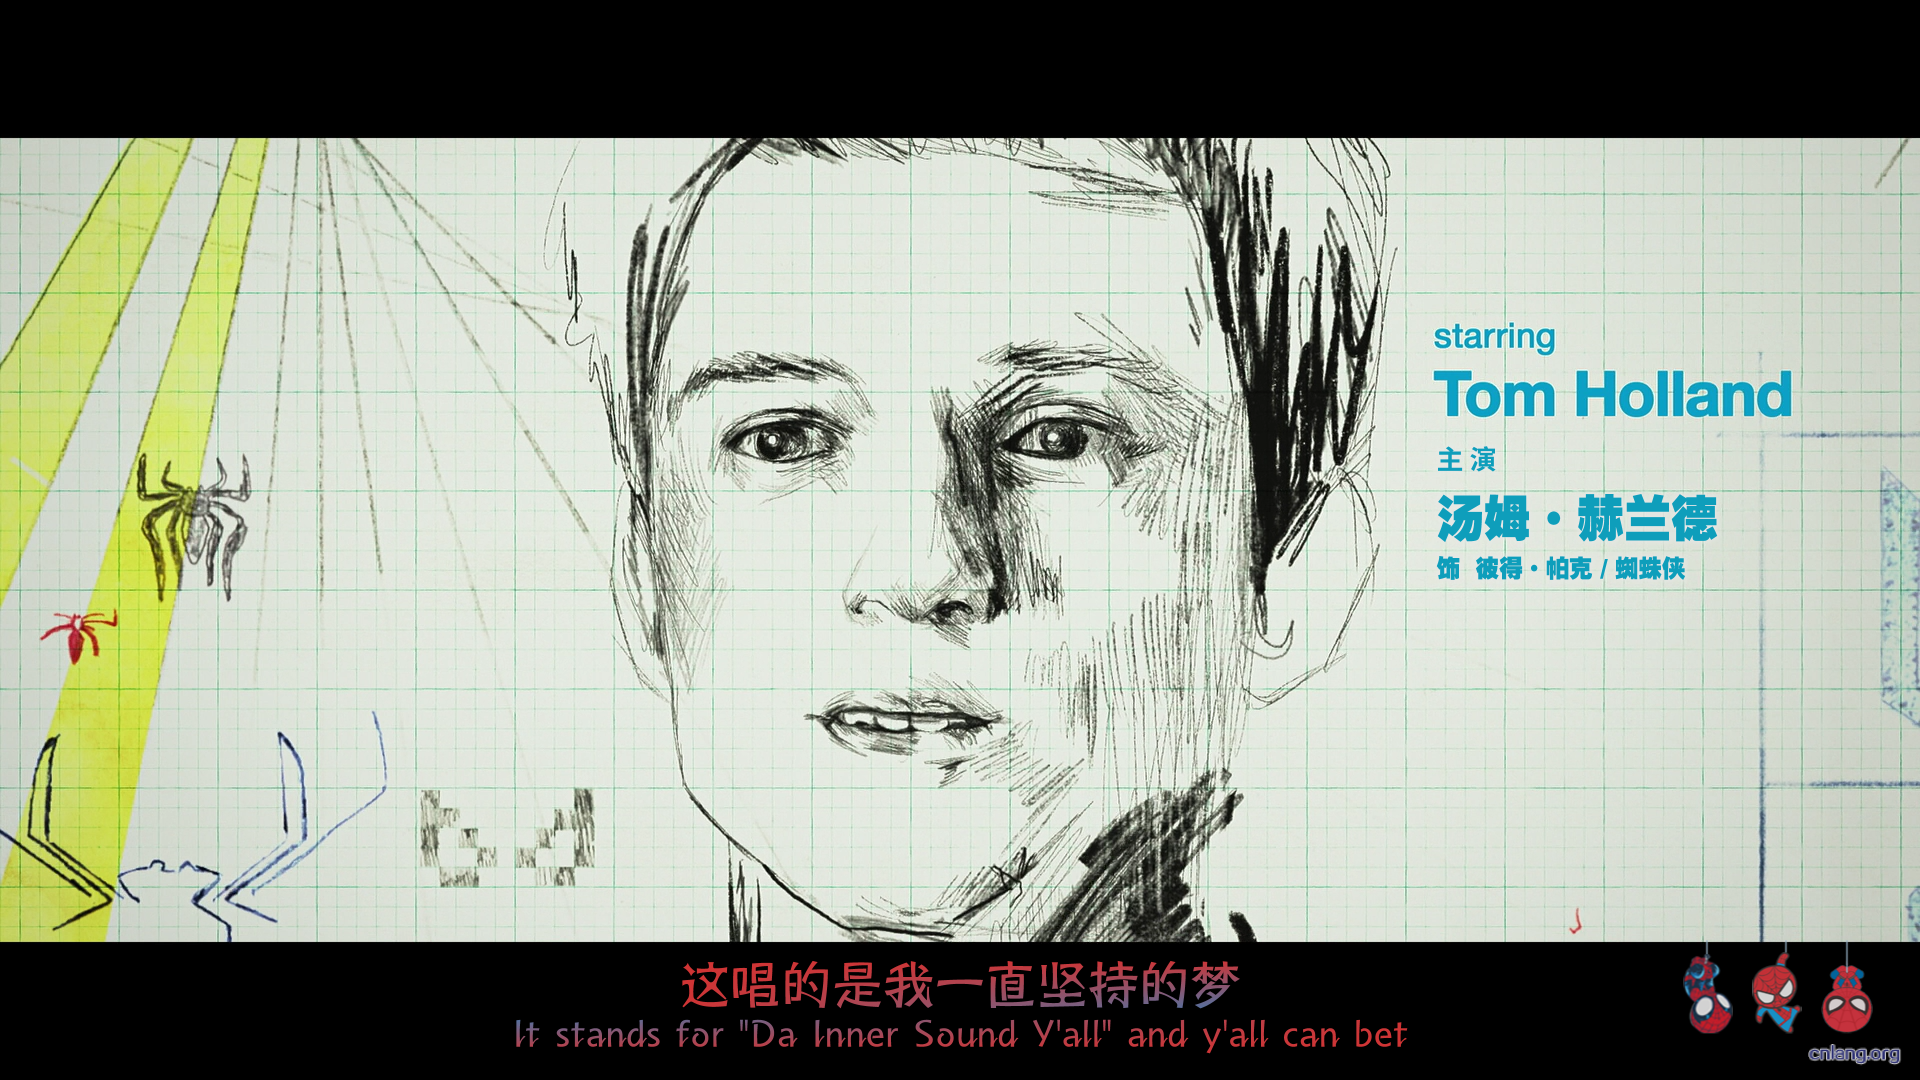 starring
Tom Holland
主演
汤姆·赫兰德
饰 彼得·帕克 / 蜘蛛侠
这唱的是我一直坚持的梦
It stands for "Da Inner Sound Y'all" and y'all can bet
cnlang.org